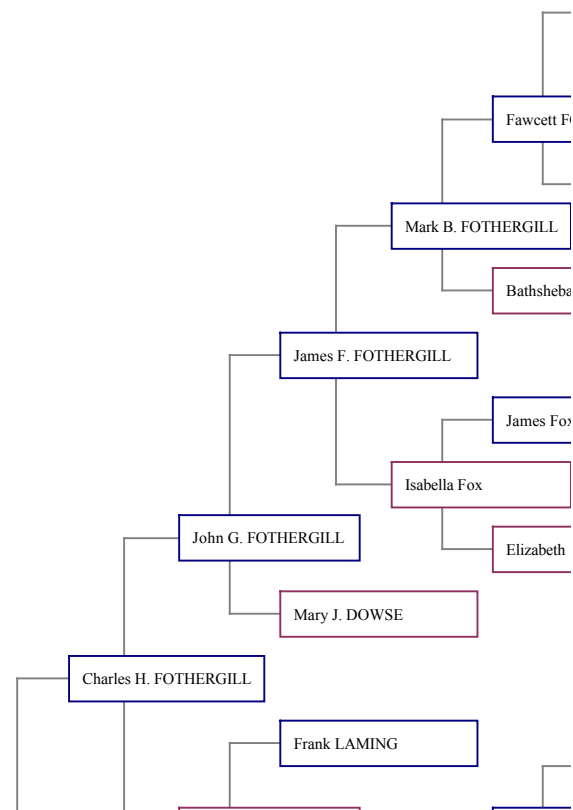 Fawcett
Mark B. FOTHERGILL
Bathsheba
James F. FOTHERGILL
James Fox
Isabella Fox
John G. FOTHERGILL
Elizabeth
Mary J. DOWSE
Charles H. FOTHERGILL
Frank LAMING